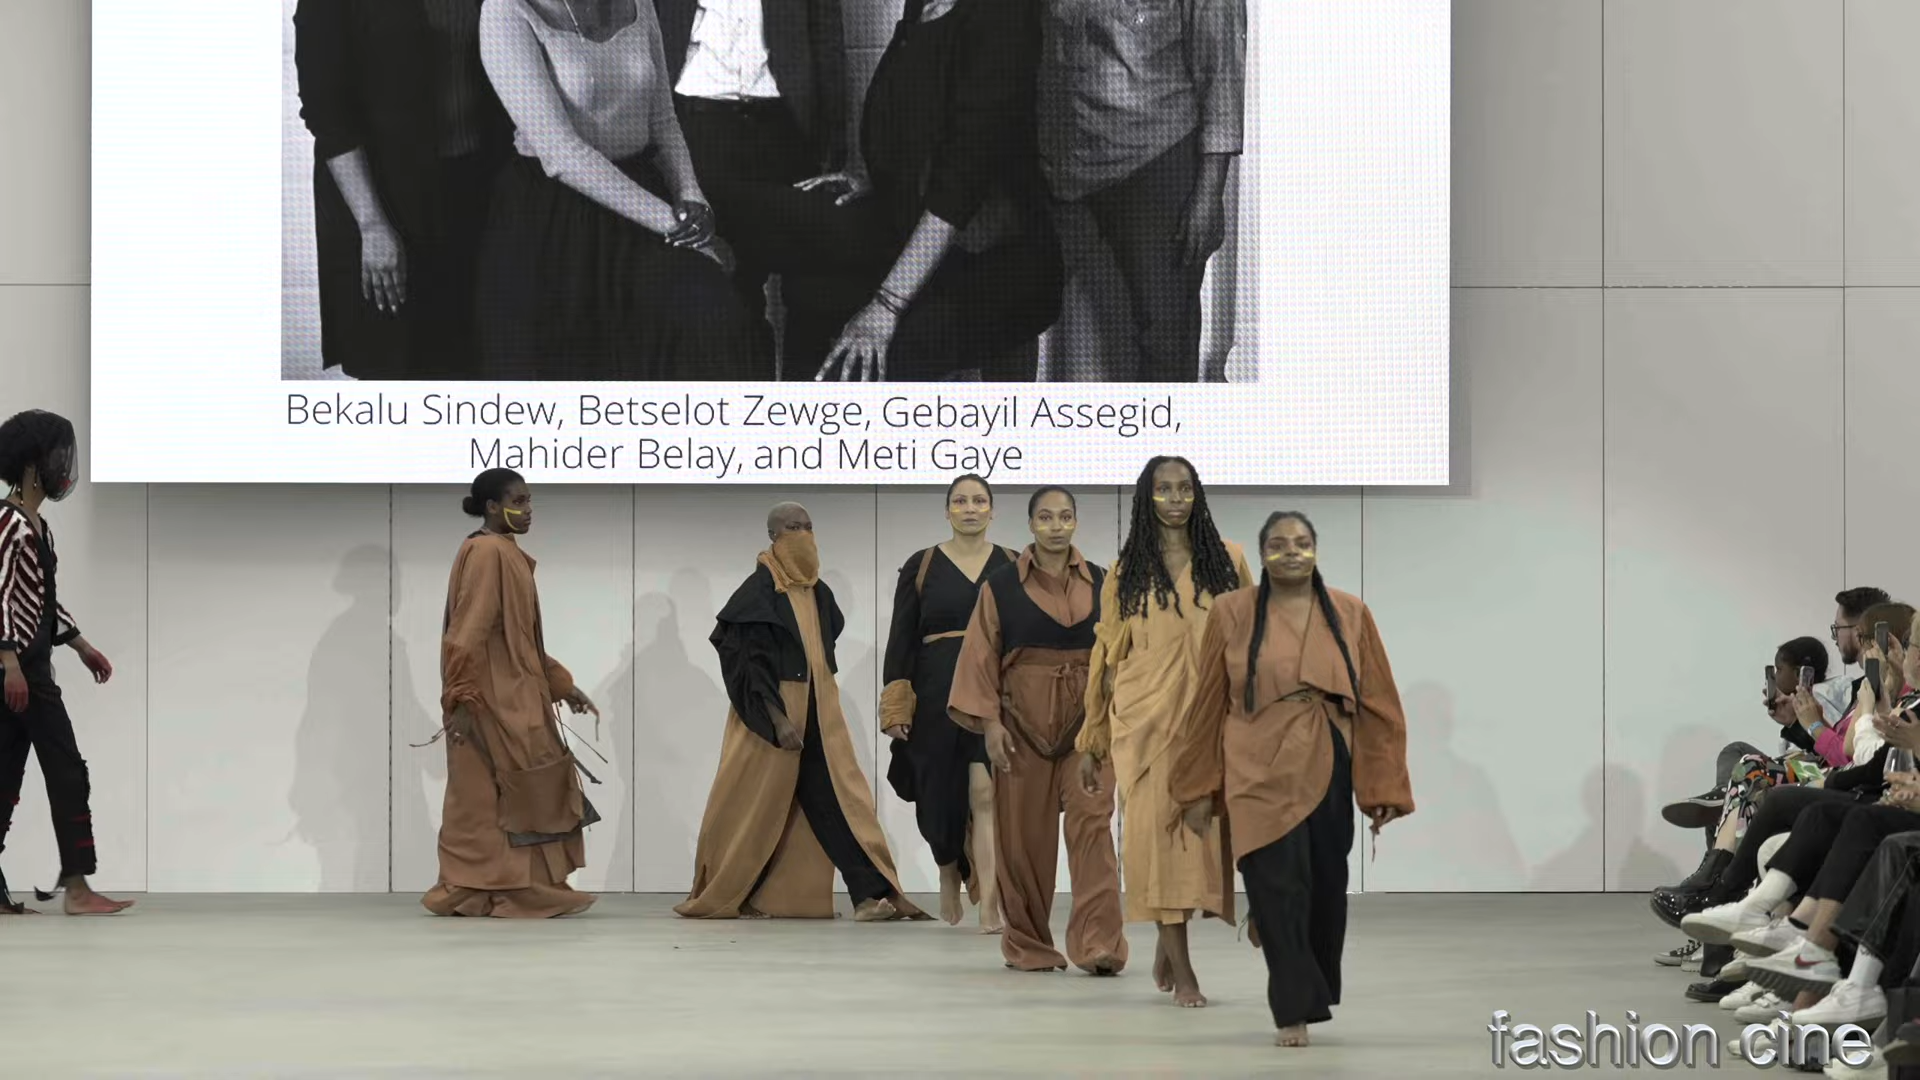 Bekalu Sindew, Betselot Zewge, Gebayil Assegid,
Mahider Belay, and Meti Gaye
fashion cine